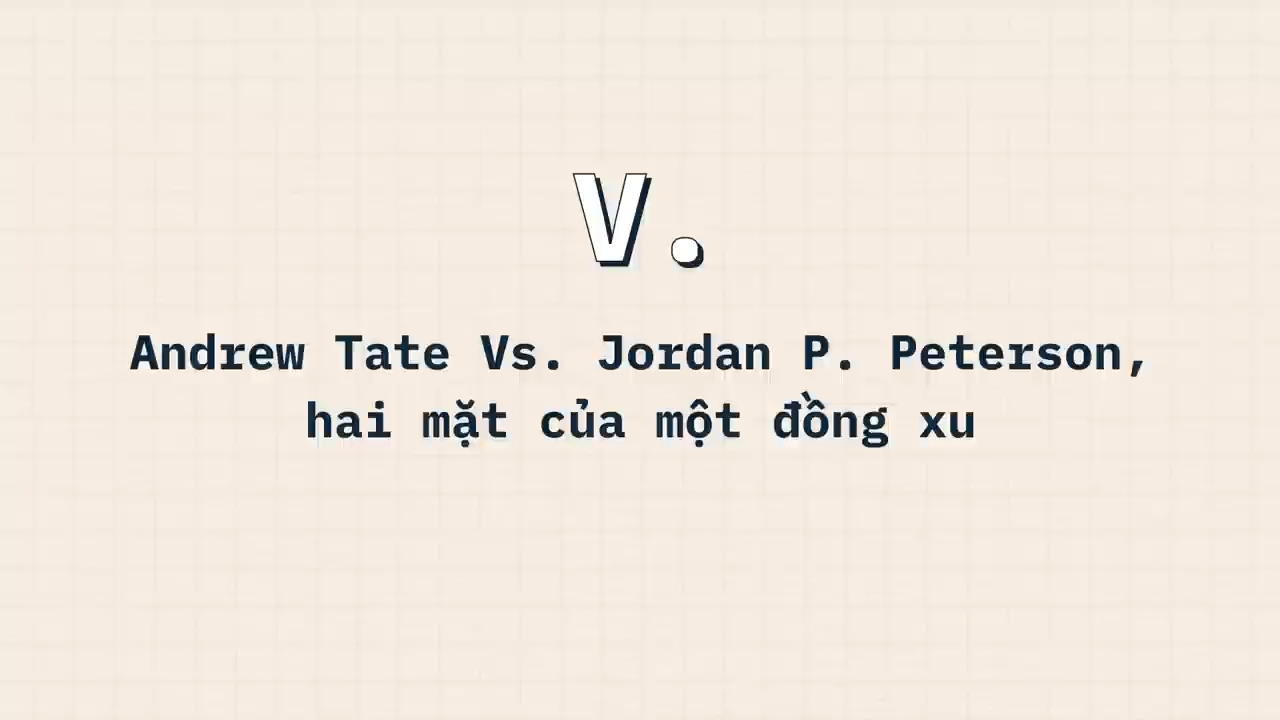 V.
Andrew Tate Vs. Jordan P. Peterson,
hai mặt của một đồng xu